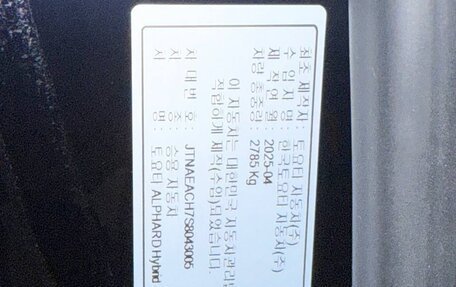 최초 제작사 : 토요타 자동차(주)
수 입 자 명 : 한국토요타 자동차(주)
제 작 연 월 : 2025-04
차량 총중량 : 2785 Kg
이 자동차는 대한민국 자동차관리법
적합하게 제작(수입)되었습니다.
차 대 번 호 : JTNAEACH7S8043005
차 종 : 승용 자동차
차 명 : 토요타 ALPHARD Hybrid